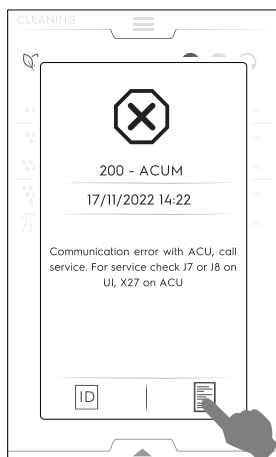 CLEANING
200 - ACUM
17/11/2022 14:22
Communication error with ACU, call
service. For service check J7 or J8 on
UI, X27 on ACU
ID
m
m
m
m